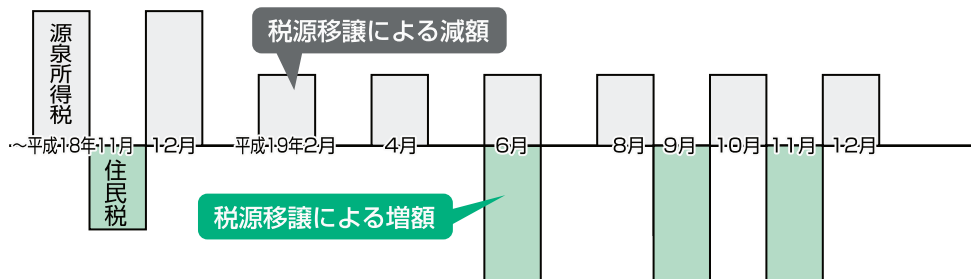 税源移譲による減額
源泉所得税
～平成18年11月 12月 平成19年2月 4月 6月 8月 9月 10月 11月 12月
住民税
税源移譲による増額